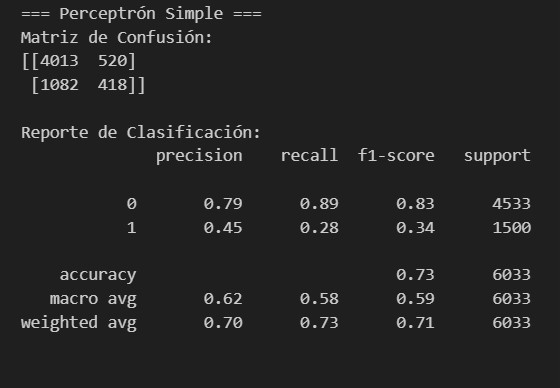 === Perceptrón Simple ===
Matriz de Confusión:
[[4013  520]
 [1082  418]]
Reporte de Clasificación:
              precision    recall  f1-score   support
           0       0.79      0.89      0.83      4533
           1       0.45      0.28      0.34      1500
    accuracy                           0.73      6033
   macro avg       0.62      0.58      0.59      6033
weighted avg       0.70      0.73      0.71      6033